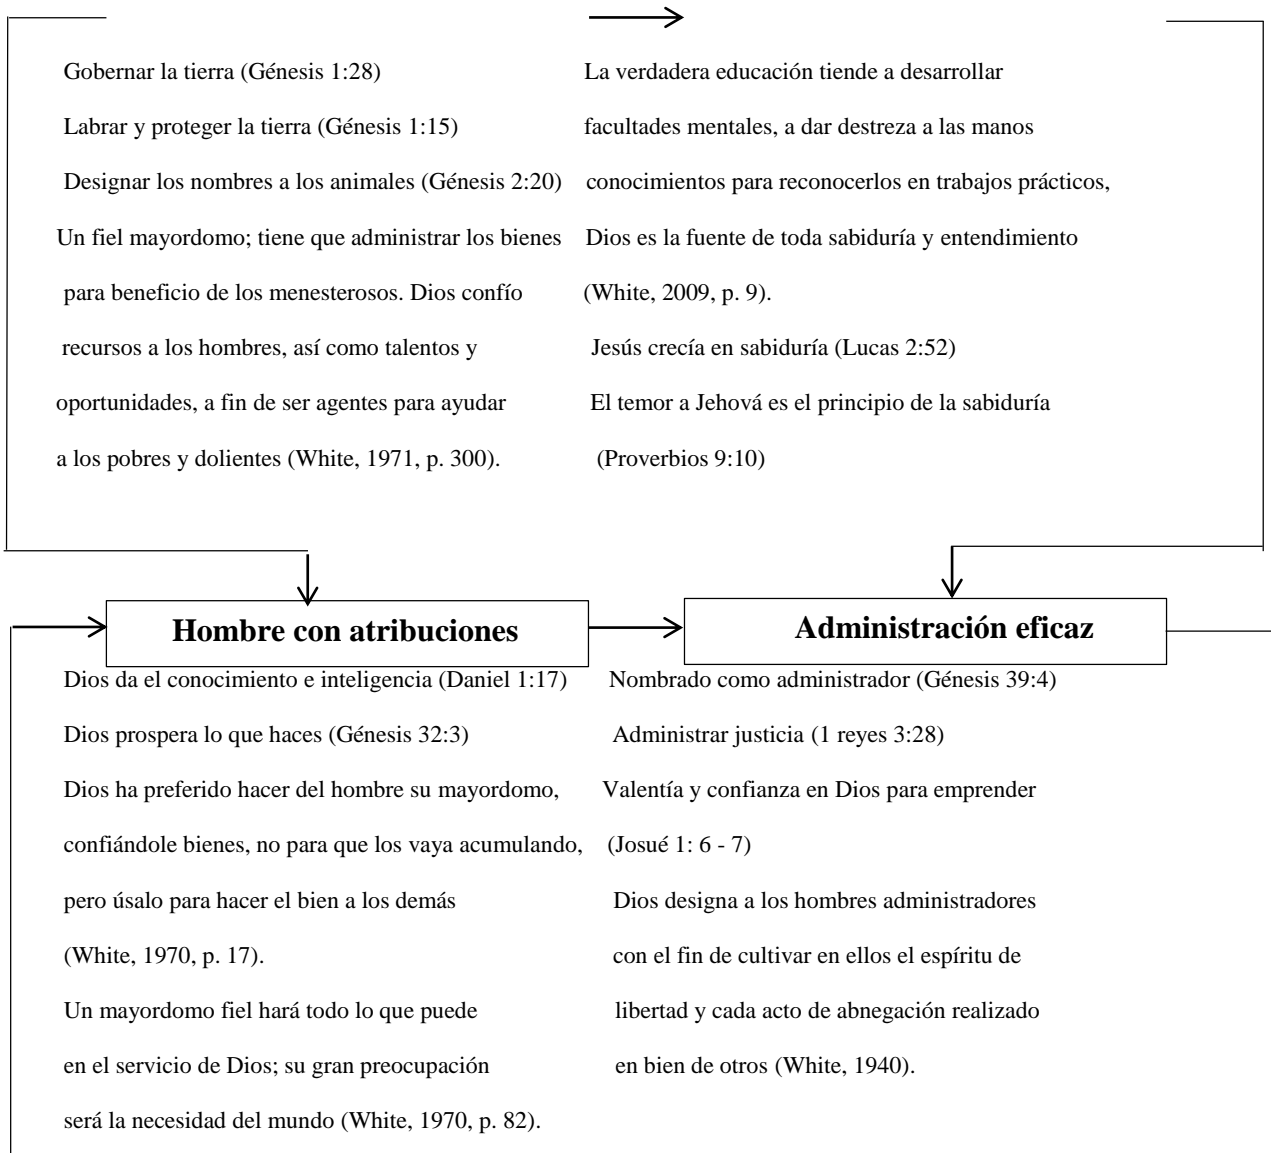 Gobernar la tierra (Génesis 1:28)
Labrar y proteger la tierra (Génesis 1:15)
Designar los nombres a los animales (Génesis 2:20)
Un fiel mayordomo; tiene que administrar los bienes
para beneficio de los menesterosos. Dios confío
recursos a los hombres, así como talentos y
oportunidades, a fin de ser agentes para ayudar
a los pobres y dolientes (White, 1971, p. 300).
La verdadera educación tiende a desarrollar
facultades mentales, a dar destreza a las manos
conocimientos para reconocerlos en trabajos prácticos,
Dios es la fuente de toda sabiduría y entendimiento
(White, 2009, p. 9).
Jesús crecía en sabiduría (Lucas 2:52)
El temor a Jehová es el principio de la sabiduría
(Proverbios 9:10)
Hombre con atribuciones
Dios da el conocimiento e inteligencia (Daniel 1:17)
Dios prospera lo que haces (Génesis 32:3)
Dios ha preferido hacer del hombre su mayordomo,
confiándole bienes, no para que los vaya acumulando,
pero úsalo para hacer el bien a los demás
(White, 1970, p. 17).
Un mayordomo fiel hará todo lo que puede
en el servicio de Dios; su gran preocupación
será la necesidad del mundo (White, 1970, p. 82).
Administración eficaz
Nombrado como administrador (Génesis 39:4)
Administrar justicia (1 reyes 3:28)
Valentía y confianza en Dios para emprender
(Josué 1: 6 - 7)
Dios designa a los hombres administradores
con el fin de cultivar en ellos el espíritu de
libertad y cada acto de abnegación realizado
en bien de otros (White, 1940).